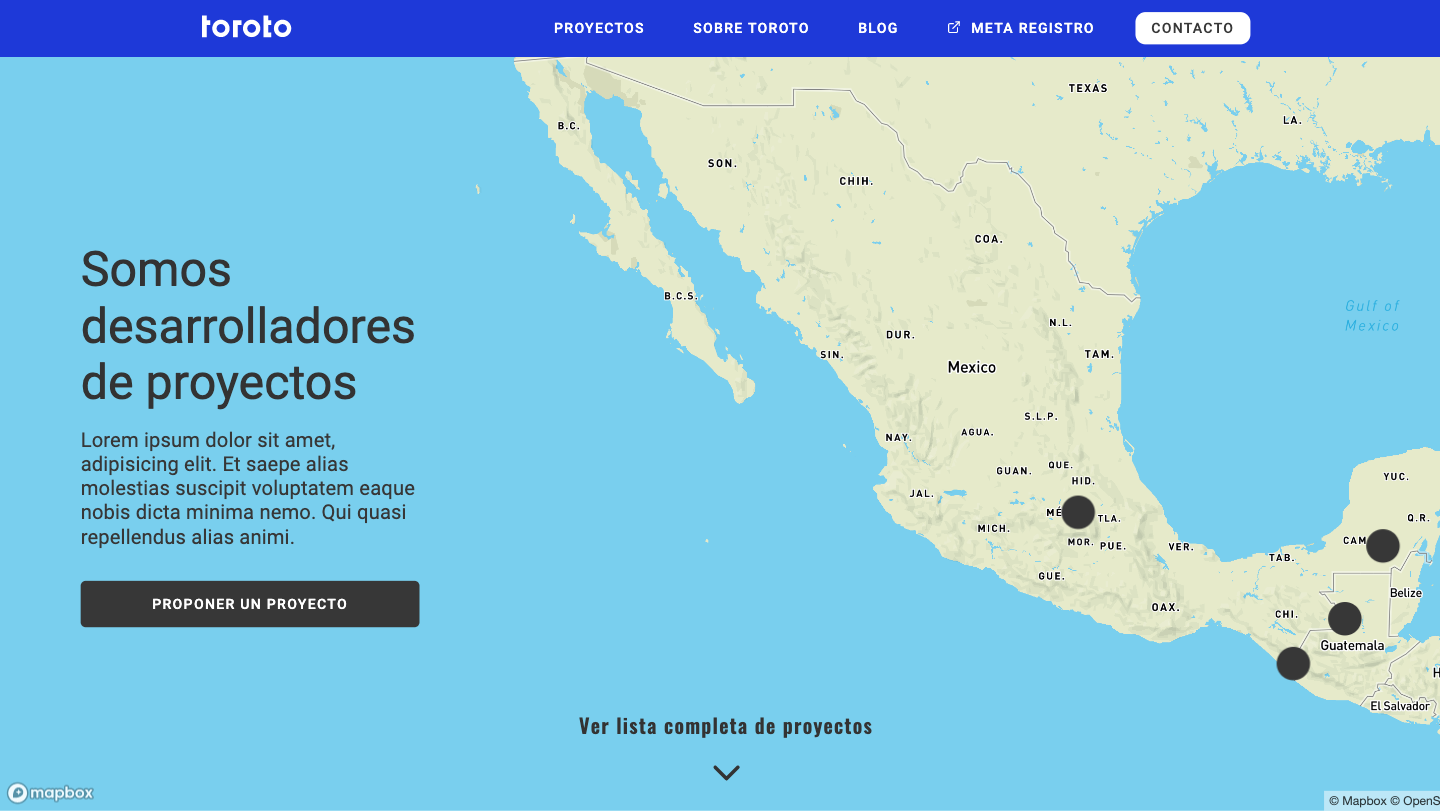 toroto
PROYECTOS
SOBRE TOROTO
BLOG
META REGISTRO
CONTACTO
Somos
desarrolladores
de proyectos
Lorem ipsum dolor sit amet,
adipisicing elit. Et saepe alias
molestias suscipit voluptatem eaque
nobis dicta minima nemo. Qui quasi
repellendus alias animi.
PROPONER UN PROYECTO
TEXAS
LA.
B.C.
SON.
CHIH.
COA.
B.C.S.
Gulf of
Mexico
N.L.
DUR.
SIN.
TAM.
Mexico
S.L.P.
AGUA.
NAY.
QUE.
GUAN.
HID.
YUC.
JAL.
MÉ
TLA.
Q.R.
MICH.
MOR.
PUE.
VER.
CAM
TAB.
GUE.
Belize
OAX.
CHI.
Guatemala
H
El Salvador
Ver lista completa de proyectos
mapbox
© Mapbox © OpenS